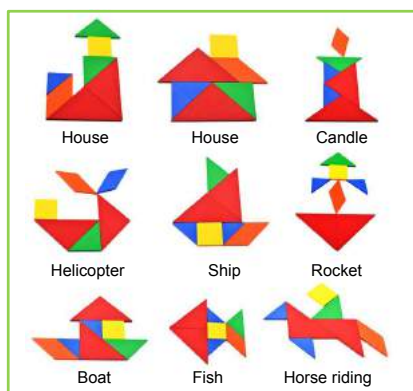 House House Candle
Helicopter Ship Rocket
Boat Fish Horse riding